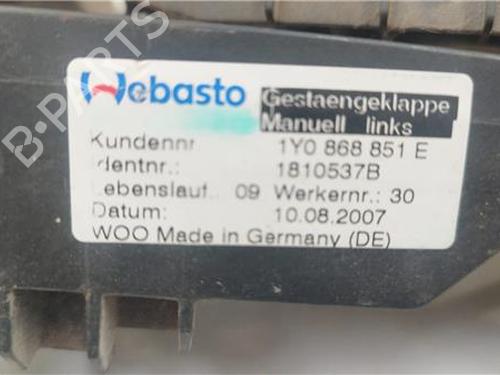 B-PARTS
Webasto Gestaengeklappe
Manuell links
Kundennr 1Y0 868 851 E
Identnr.: 1810537B
Lebenslauf.: 09 Werkernr.: 30
Datum: 10.08.2007
WOO Made in Germany (DE)